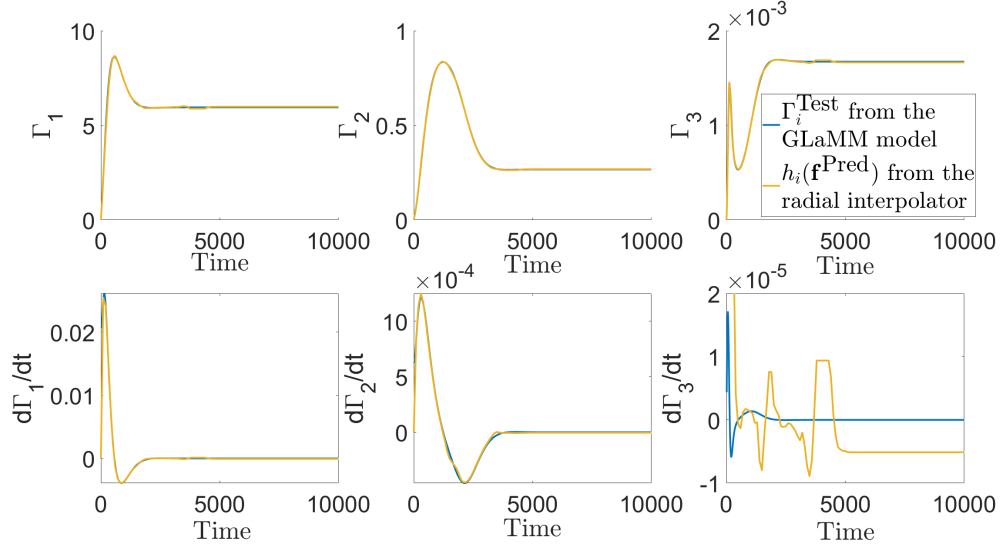 ×10⁻³
10
5
0
Γ₁
0
5000
10000
Time
1
0.5
0
Γ₂
0
5000
10000
Time
2
1
0
Γ₃
0
5000
10000
Time
Γᵢᵀᵉˢᵗ from the
GLaMM model
hᵢ(𝐟ᴾʳᵉᵈ) from the
radial interpolator
0.02
0.01
0
dΓ₁/dt
0
5000
10000
Time
×10⁻⁴
10
5
0
dΓ₂/dt
0
5000
10000
Time
×10⁻⁵
2
1
0
-1
dΓ₃/dt
0
5000
10000
Time